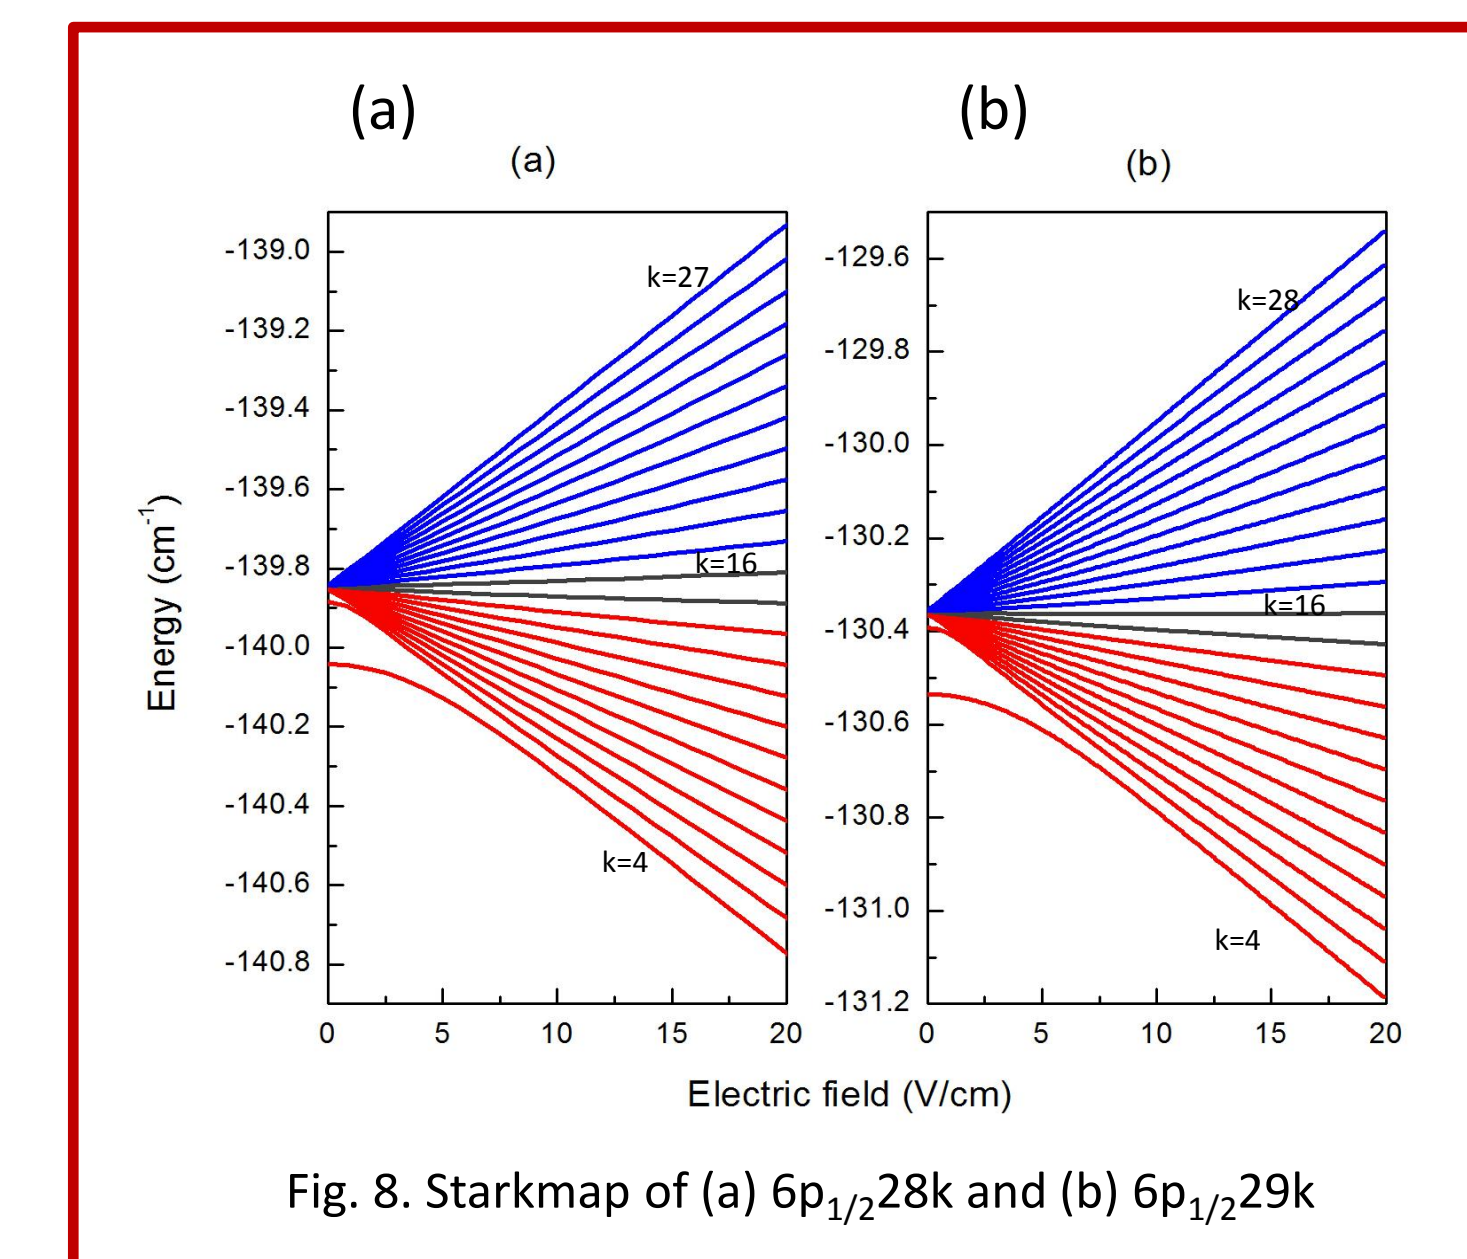 (a) (b)
(a) (b)
-139.0
-139.2
-139.4
-139.6
-139.8
-140.0
-140.2
-140.4
-140.6
-140.8
Energy (cm-1)
k=27
k=16
k=4
0 5 10 15 20
-129.6
-129.8
-130.0
-130.2
-130.4
-130.6
-130.8
-131.0
-131.2
k=28
k=16
k=4
0 5 10 15 20
Electric field (V/cm)
Fig. 8. Starkmap of (a) 6p1/228k and (b) 6p1/229k